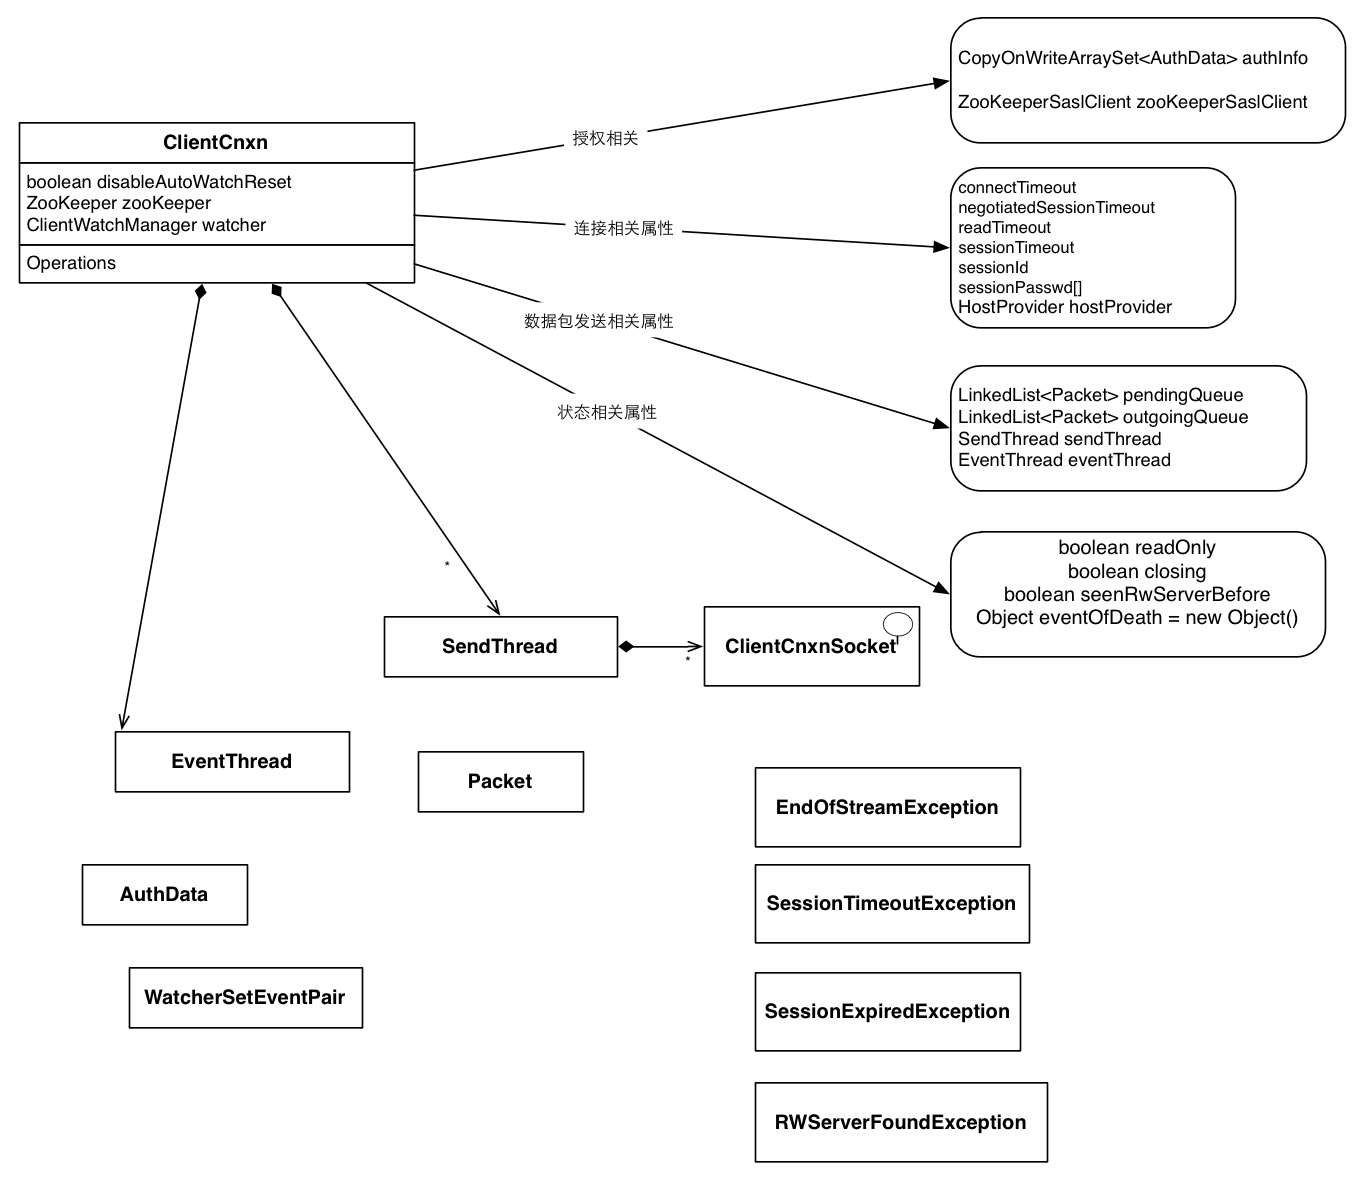 CopyOnWriteArraySet<AuthData> authInfo
ZooKeeperSaslClient zooKeeperSaslClient
授权相关
ClientCnxn
boolean disableAutoWatchReset
ZooKeeper zooKeeper
ClientWatchManager watcher
Operations
连接相关属性
connectTimeout
negotiatedSessionTimeout
readTimeout
sessionTimeout
sessionId
sessionPasswd[]
HostProvider hostProvider
数据包发送相关属性
LinkedList<Packet> pendingQueue
LinkedList<Packet> outgoingQueue
SendThread sendThread
EventThread eventThread
状态相关属性
boolean readOnly
boolean closing
boolean seenRwServerBefore
Object eventOfDeath = new Object()
*
SendThread
*
ClientCnxnSocket
EventThread
Packet
EndOfStreamException
AuthData
SessionTimeoutException
WatcherSetEventPair
SessionExpiredException
RWServerFoundException